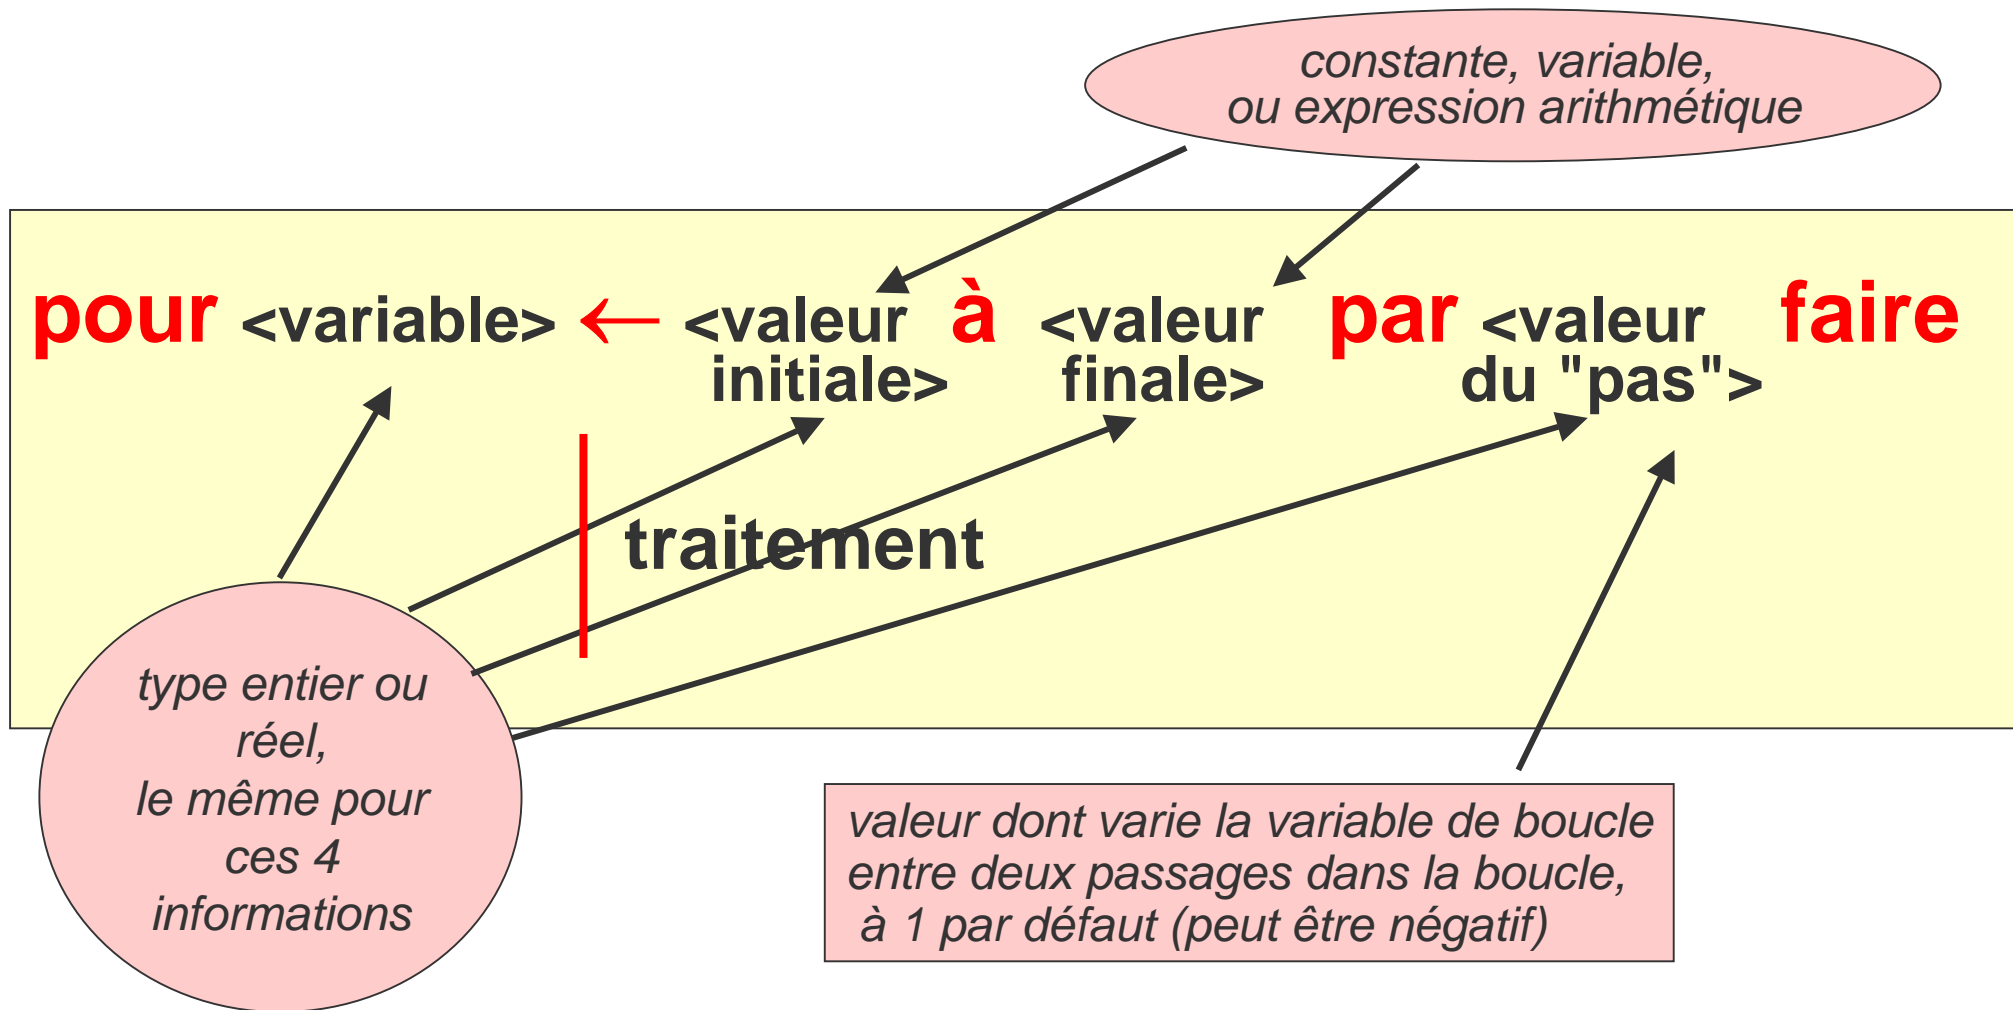 constante, variable,
ou expression arithmétique
pour <variable> ← <valeur à <valeur par <valeur faire
initiale> finale> du "pas">
traitement
type entier ou
réel,
le même pour
ces 4
informations
valeur dont varie la variable de boucle
entre deux passages dans la boucle,
à 1 par défaut (peut être négatif)